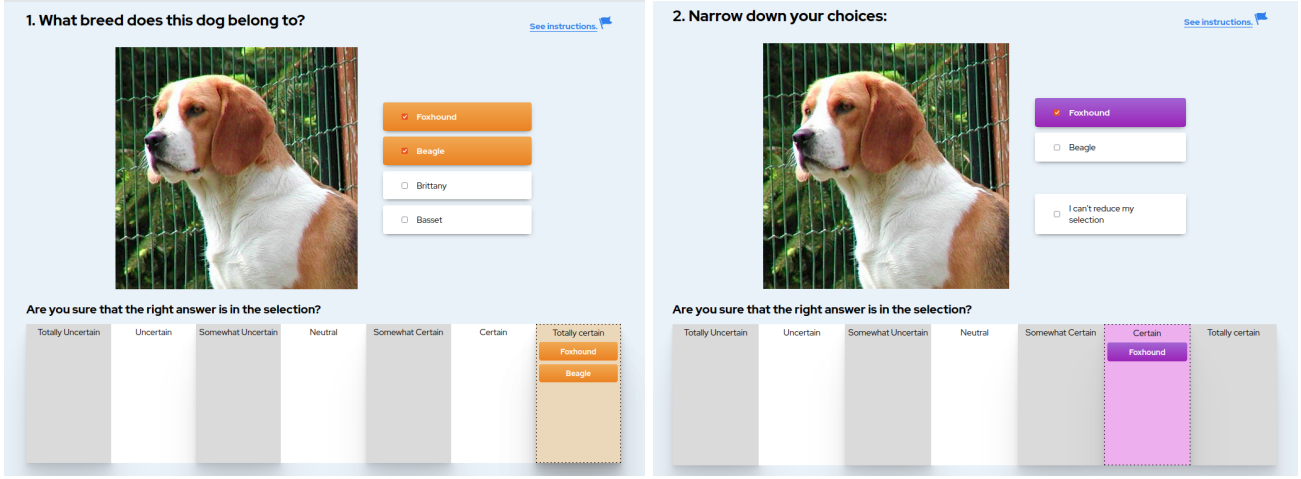 1. What breed does this dog belong to?
See instructions.
Foxhound
Beagle
Brittany
Basset
Are you sure that the right answer is in the selection?
Totally Uncertain
Uncertain
Somewhat Uncertain
Neutral
Somewhat Certain
Certain
Totally certain
Foxhound
Beagle
2. Narrow down your choices:
See instructions.
Foxhound
Beagle
I can't reduce my
selection
Are you sure that the right answer is in the selection?
Totally Uncertain
Uncertain
Somewhat Uncertain
Neutral
Somewhat Certain
Certain
Totally certain
Foxhound